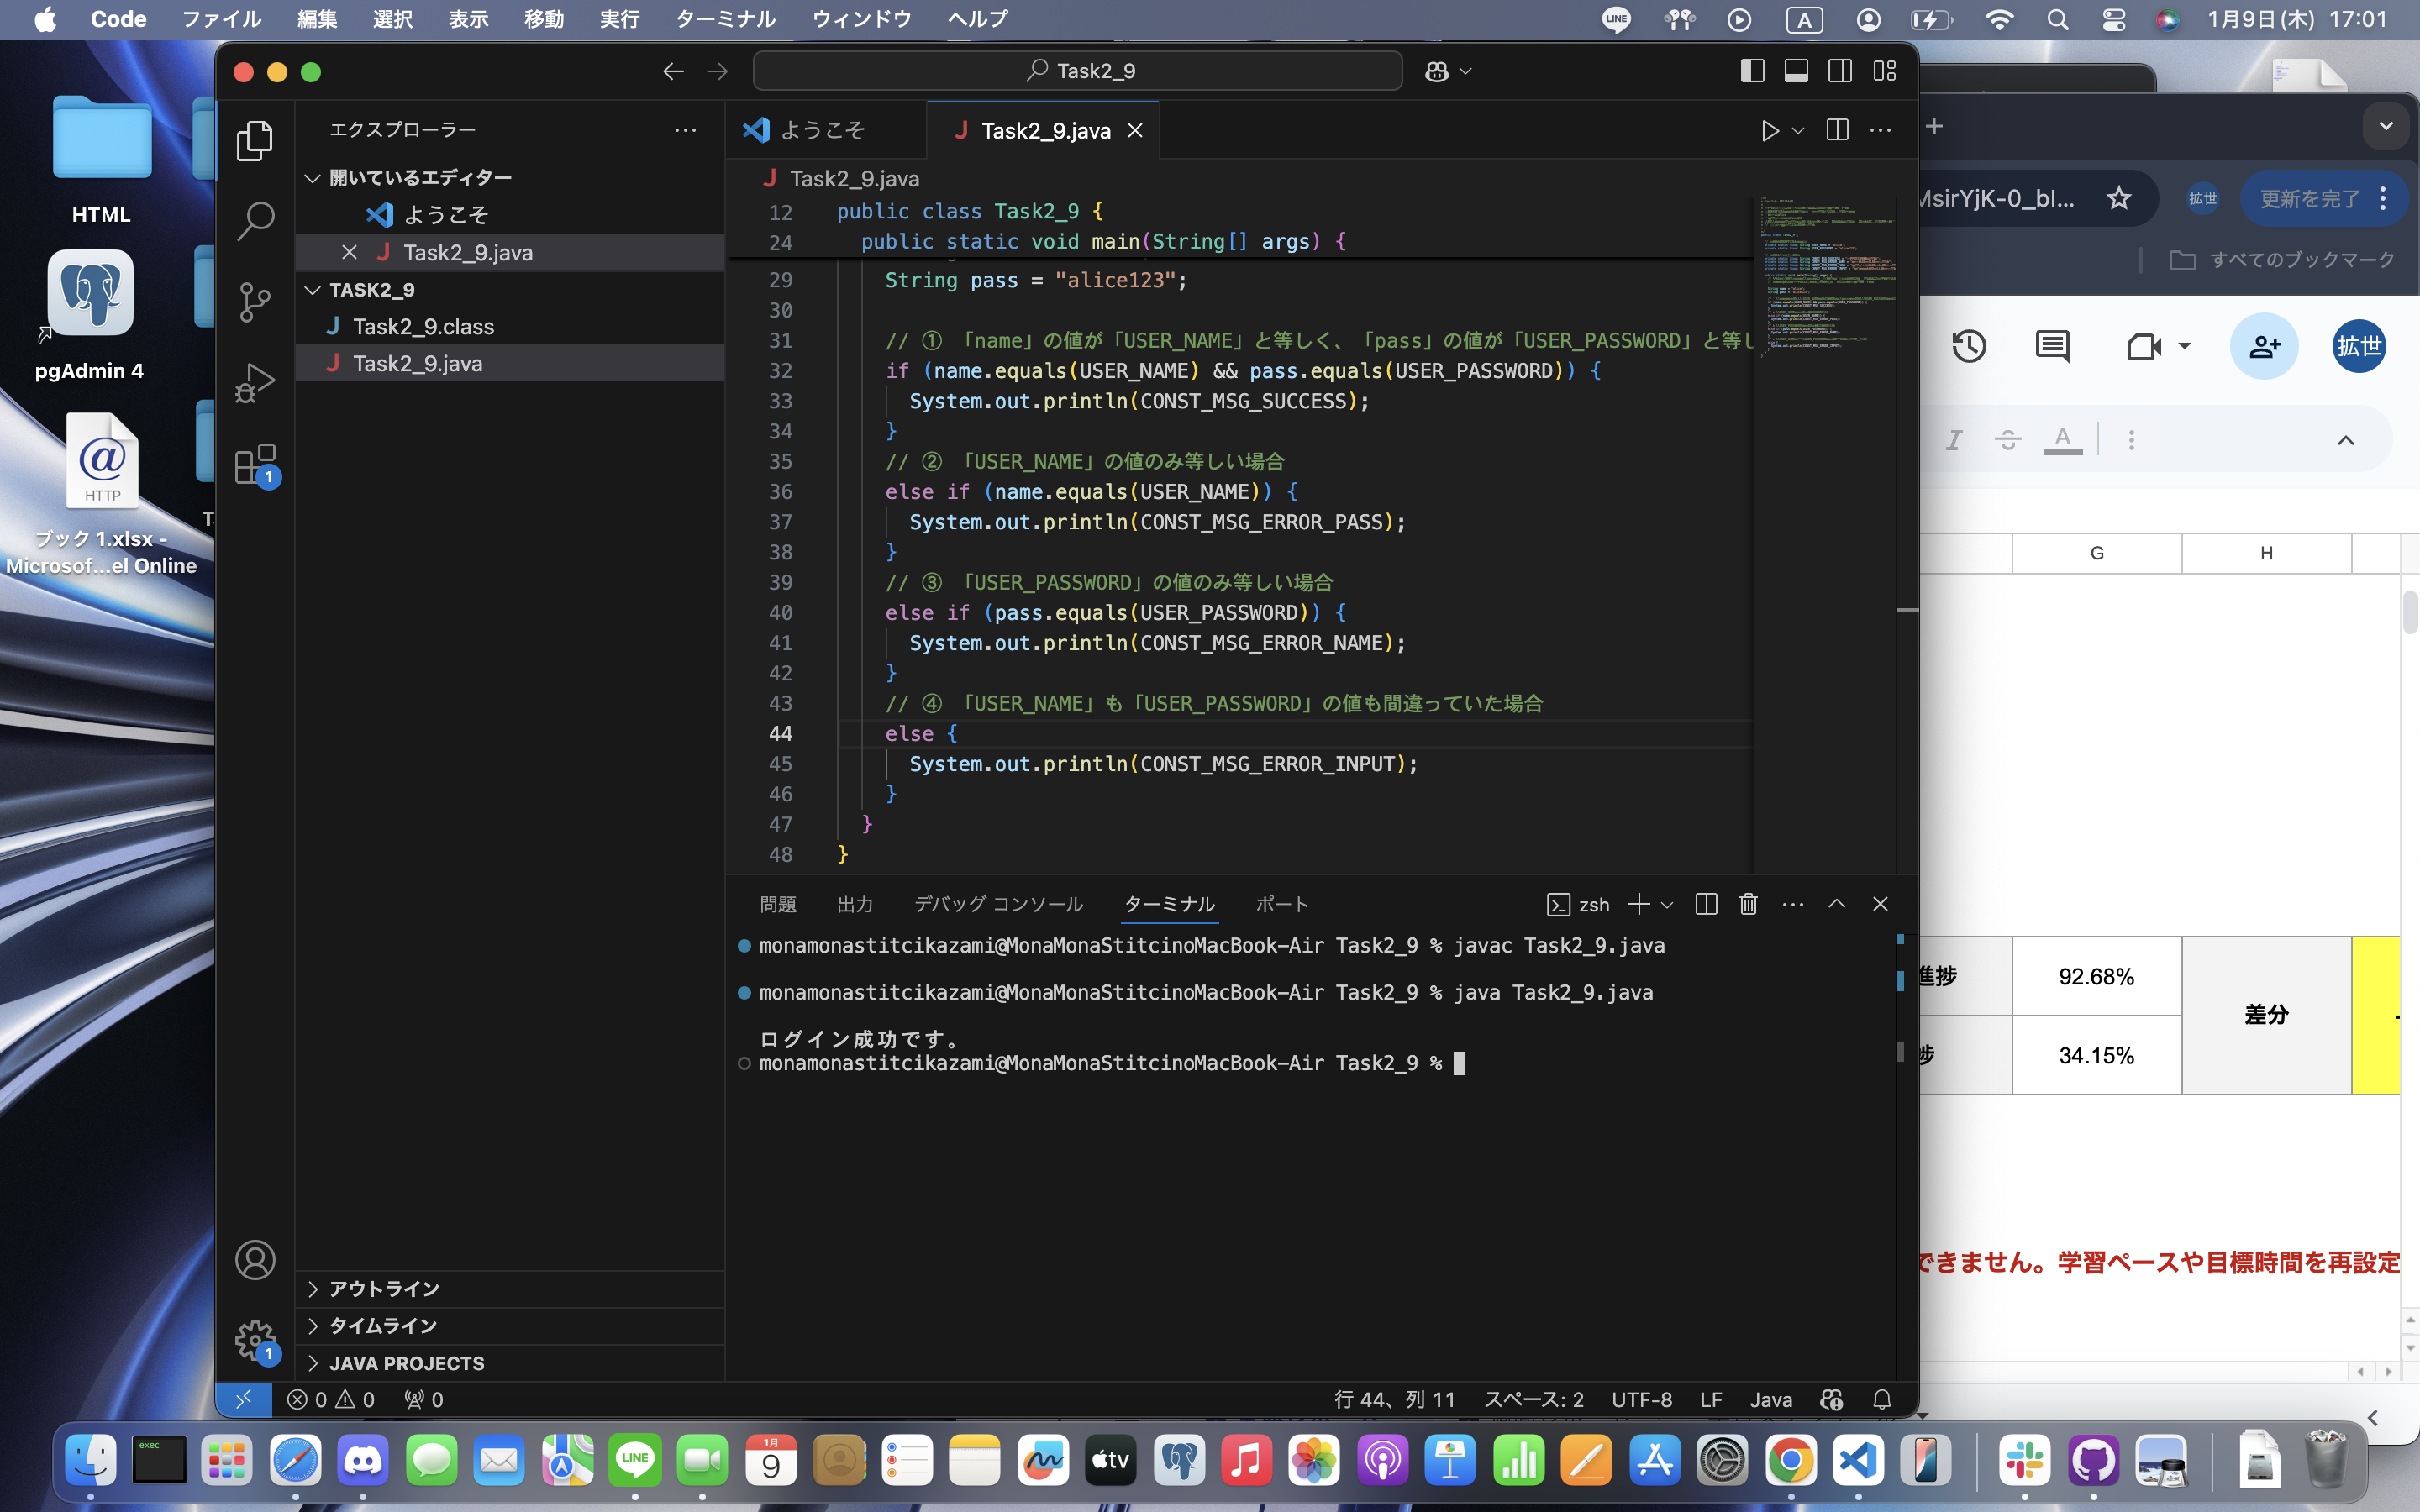 Code ファイル 編集 選択 表示 移動 実行 ターミナル ウィンドウ ヘルプ
LINE A 1月9日(木) 17:01
HTML
pgAdmin 4
HTTP
ブック 1.xlsx -
Microsof...el Online
Task2_9
エクスプローラー
開いているエディター
ようこそ
Task2_9.java
TASK2_9
Task2_9.class
Task2_9.java
1
アウトライン
タイムライン
JAVA PROJECTS
1
ようこそ
Task2_9.java
Task2_9.java
12 public class Task2_9 {
24 public static void main(String[] args) {
29 String pass = "alice123";
30
31 // ① 「name」の値が「USER_NAME」と等しく、「pass」の値が「USER_PASSWORD」と等し
32 if (name.equals(USER_NAME) && pass.equals(USER_PASSWORD)) {
33 System.out.println(CONST_MSG_SUCCESS);
34 }
35 // ② 「USER_NAME」の値のみ等しい場合
36 else if (name.equals(USER_NAME)) {
37 System.out.println(CONST_MSG_ERROR_PASS);
38 }
39 // ③ 「USER_PASSWORD」の値のみ等しい場合
40 else if (pass.equals(USER_PASSWORD)) {
41 System.out.println(CONST_MSG_ERROR_NAME);
42 }
43 // ④ 「USER_NAME」も「USER_PASSWORD」の値も間違っていた場合
44 else {
45 System.out.println(CONST_MSG_ERROR_INPUT);
46 }
47 }
48 }
問題 出力 デバッグ コンソール ターミナル ポート zsh
monamonastitcikazami@MonaMonaStitcinoMacBook-Air Task2_9 % javac Task2_9.java
monamonastitcikazami@MonaMonaStitcinoMacBook-Air Task2_9 % java Task2_9.java
ログイン成功です。
monamonastitcikazami@MonaMonaStitcinoMacBook-Air Task2_9 %
0 0 0 行 44、列 11 スペース: 2 UTF-8 LF Java
MsirYjK-0_bl... 拡世 更新を完了
すべてのブックマーク
拡世
G H
進捗 92.68% 差分
捗 34.15%
できません。学習ペースや目標時間を再設定
exec
LINE
1月
9
tv